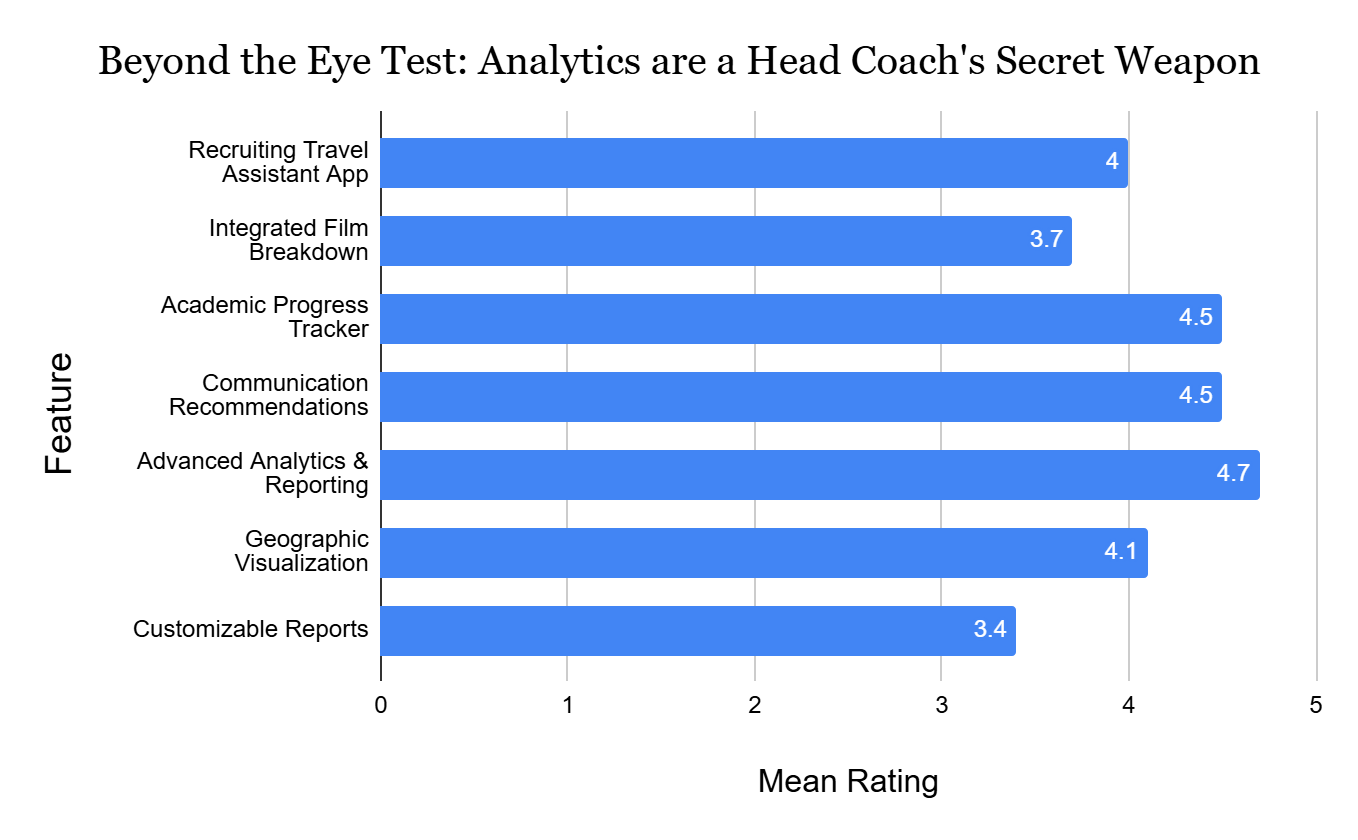 Beyond the Eye Test: Analytics are a Head Coach's Secret Weapon
Feature
Recruiting Travel
Assistant App
4
Integrated Film
Breakdown
3.7
Academic Progress
Tracker
4.5
Communication
Recommendations
4.5
Advanced Analytics &
Reporting
4.7
Geographic
Visualization
4.1
Customizable Reports
3.4
0 1 2 3 4 5
Mean Rating